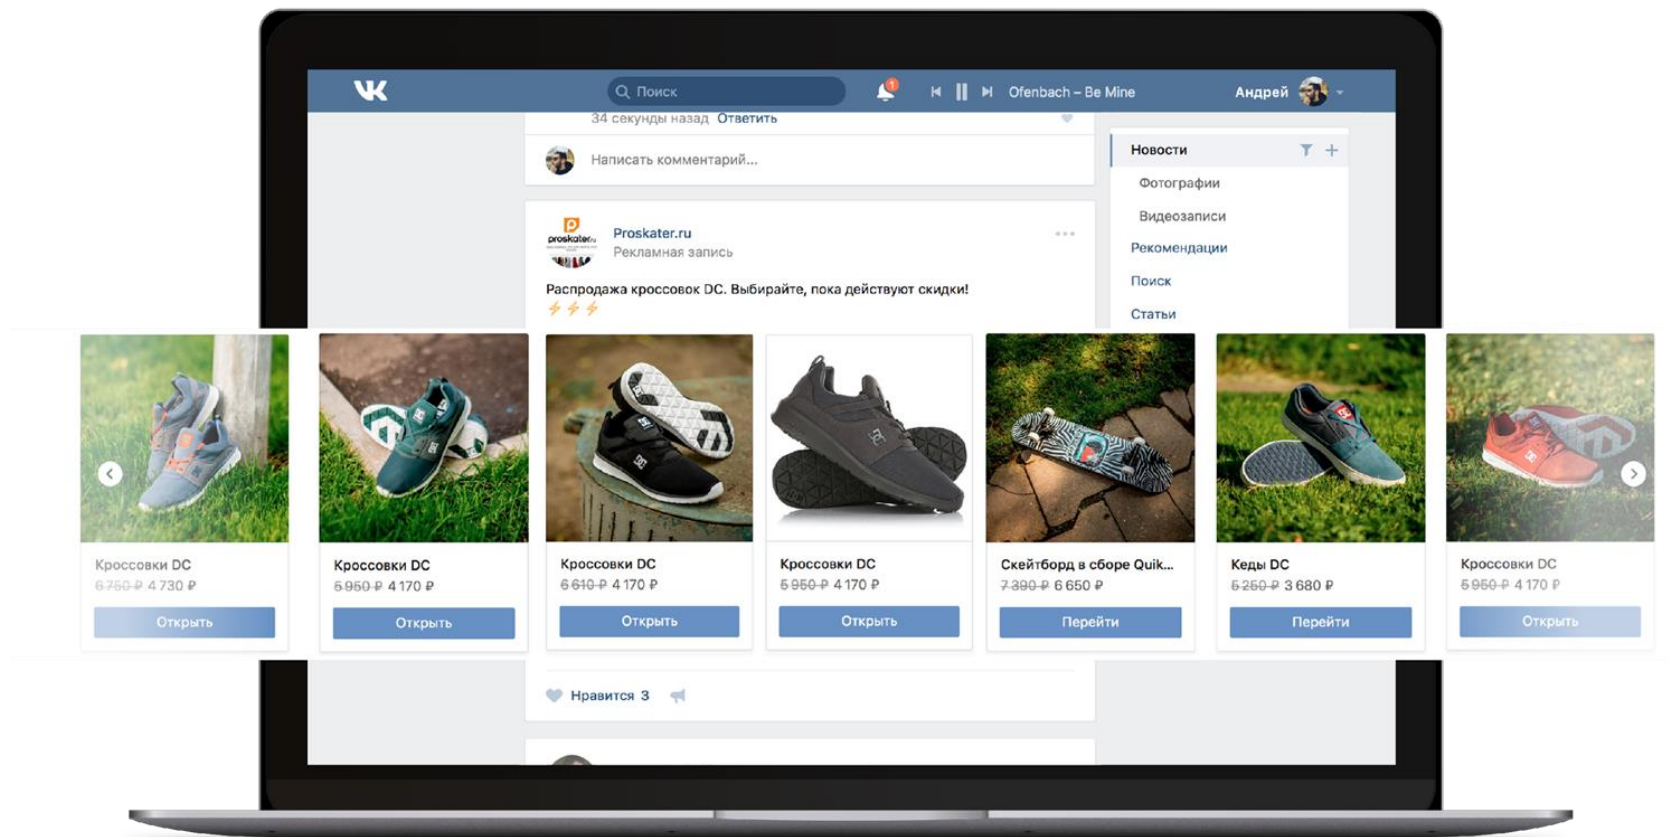 VK
Поиск
1
Ofenbach – Be Mine
Андрей
34 секунды назад Ответить
Написать комментарий...
Новости
Фотографии
Видеозаписи
Рекомендации
Поиск
Статьи
proskater.ru
Proskater.ru
Рекламная запись
Распродажа кроссовок DC. Выбирайте, пока действуют скидки!
Кроссовки DC
6 750 ₽ 4 730 ₽
Открыть
Кроссовки DC
5 950 ₽ 4 170 ₽
Открыть
Кроссовки DC
6 610 ₽ 4 170 ₽
Открыть
Кроссовки DC
5 950 ₽ 4 170 ₽
Открыть
Скейтборд в сборе Quik...
7 390 ₽ 6 650 ₽
Перейти
Кеды DC
5 250 ₽ 3 680 ₽
Перейти
Кроссовки DC
5 950 ₽ 4 170 ₽
Открыть
Нравится 3